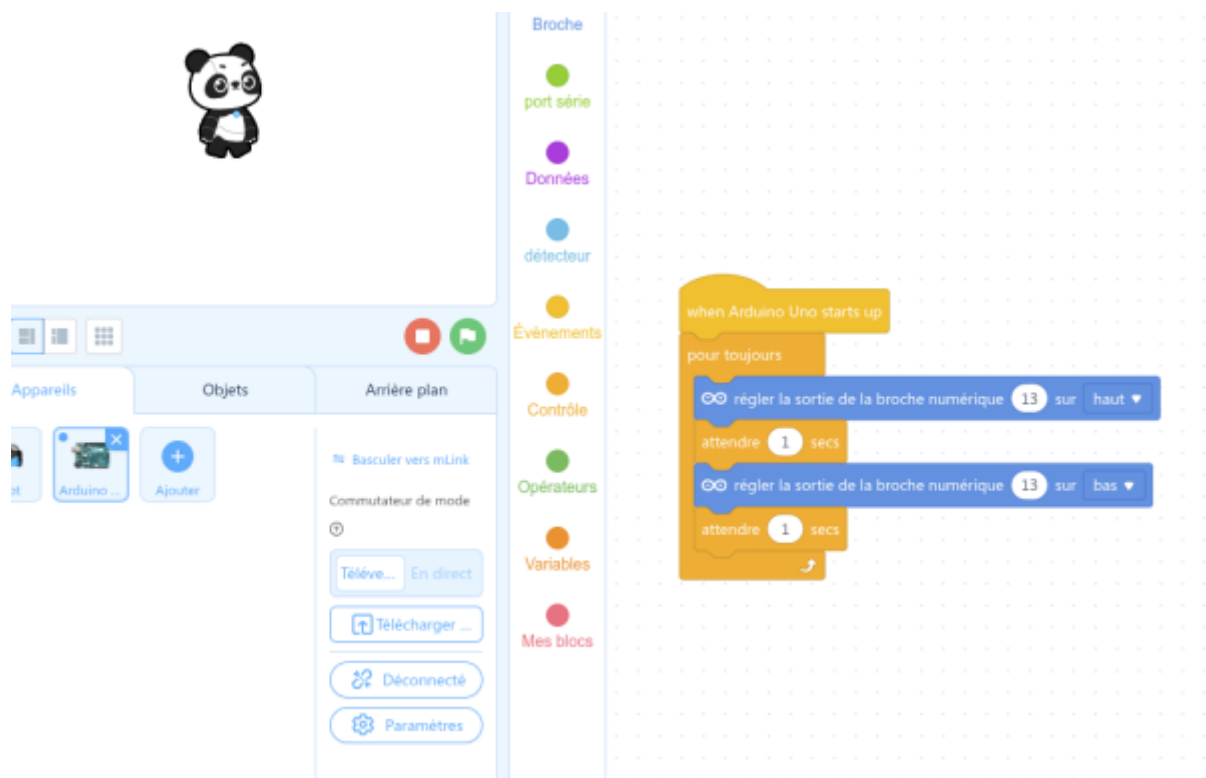 Broche
port série
Données
détecteur
Évènements
Contrôle
Opérateurs
Variables
Mes blocs
Appareils
Objets
Arrière plan
ot
Arduino ...
Ajouter
Basculer vers mLink
Commutateur de mode
Téléve... En direct
Télécharger ...
Déconnecté
Paramètres
when Arduino Uno starts up
pour toujours
régler la sortie de la broche numérique 13 sur haut
attendre 1 secs
régler la sortie de la broche numérique 13 sur bas
attendre 1 secs